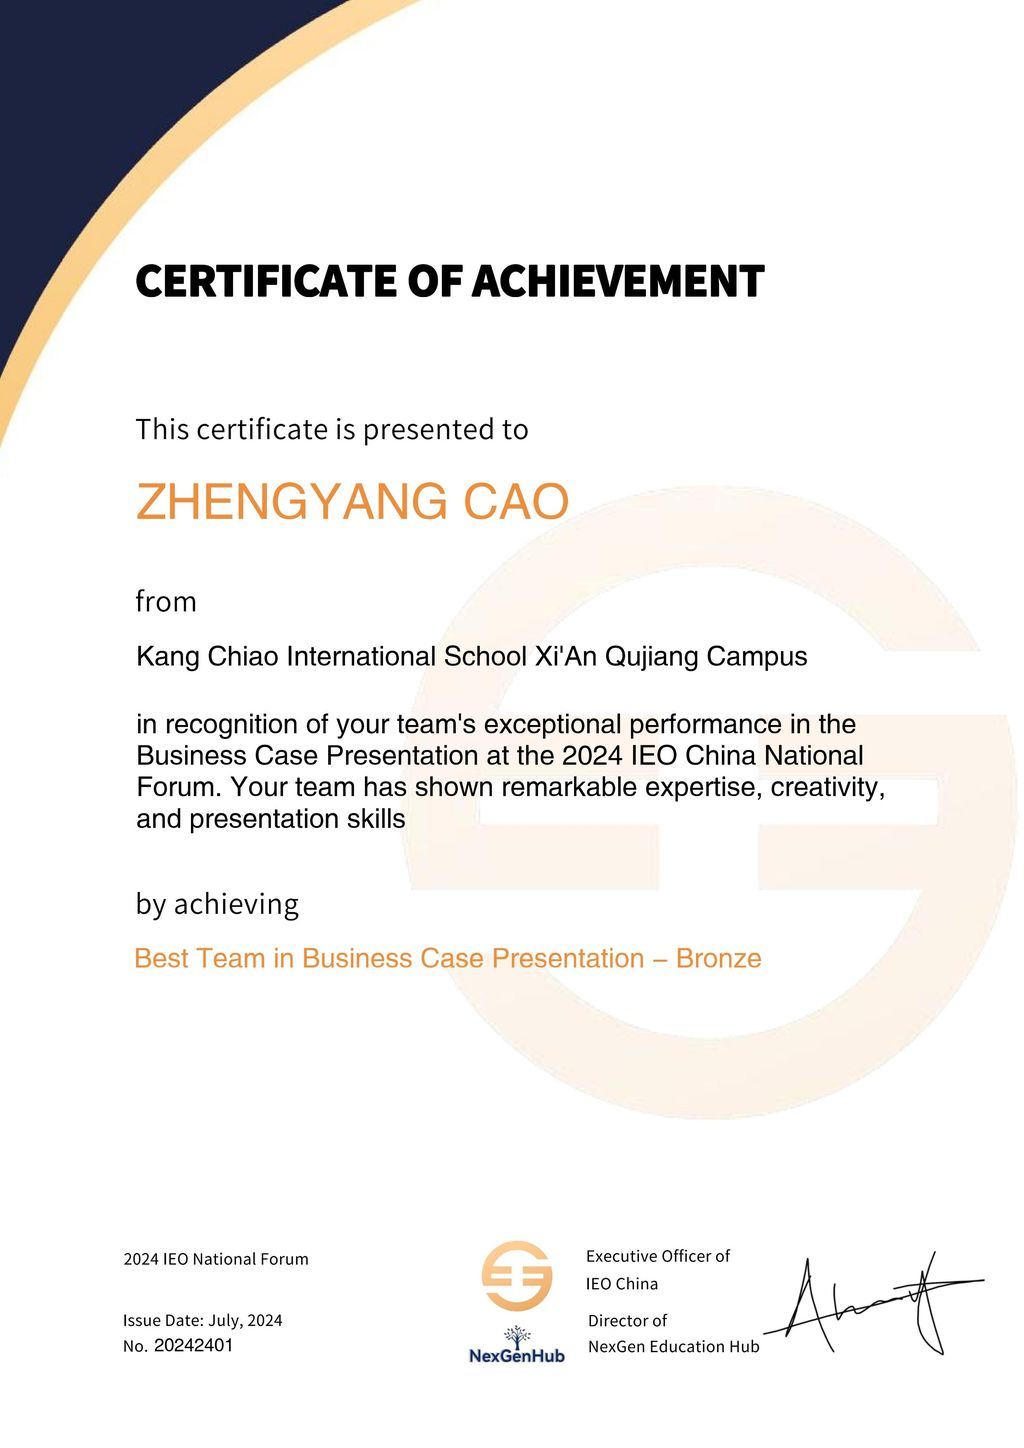 CERTIFICATE OF ACHIEVEMENT
This certificate is presented to
ZHENGYANG CAO
from
Kang Chiao International School Xi'An Qujiang Campus
in recognition of your team's exceptional performance in the
Business Case Presentation at the 2024 IEO China National
Forum. Your team has shown remarkable expertise, creativity,
and presentation skills
by achieving
Best Team in Business Case Presentation – Bronze
2024 IEO National Forum
Issue Date: July, 2024
No. 20242401
NexGenHub
Executive Officer of
IEO China
Director of
NexGen Education Hub